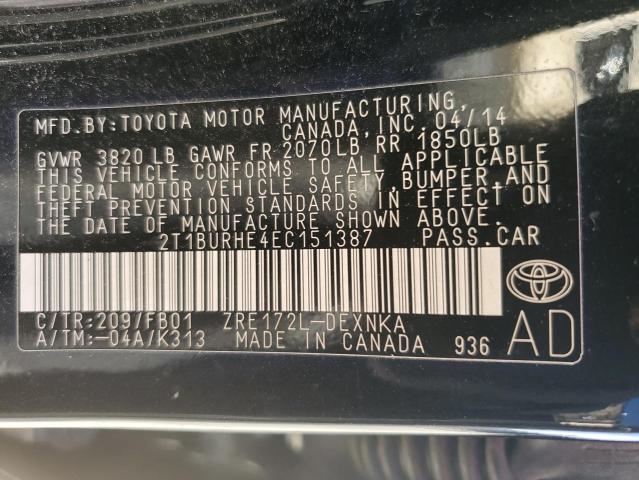 MFD.BY:TOYOTA MOTOR MANUFACTURING,
CANADA,INC. 04/14
GVWR 3820LB GAWR FR 2070LB RR 1850LB
THIS VEHICLE CONFORMS TO ALL APPLICABLE
FEDERAL MOTOR VEHICLE SAFETY,BUMPER,AND
THEFT PREVENTION STANDARDS IN EFFECT ON
THE DATE OF MANUFACTURE SHOWN ABOVE.
2T1BURHE4EC151387 PASS.CAR
C/TR:209/FB01 ZRE172L-DEXNKA
A/TM:-04A/K313 MADE IN CANADA 936 AD